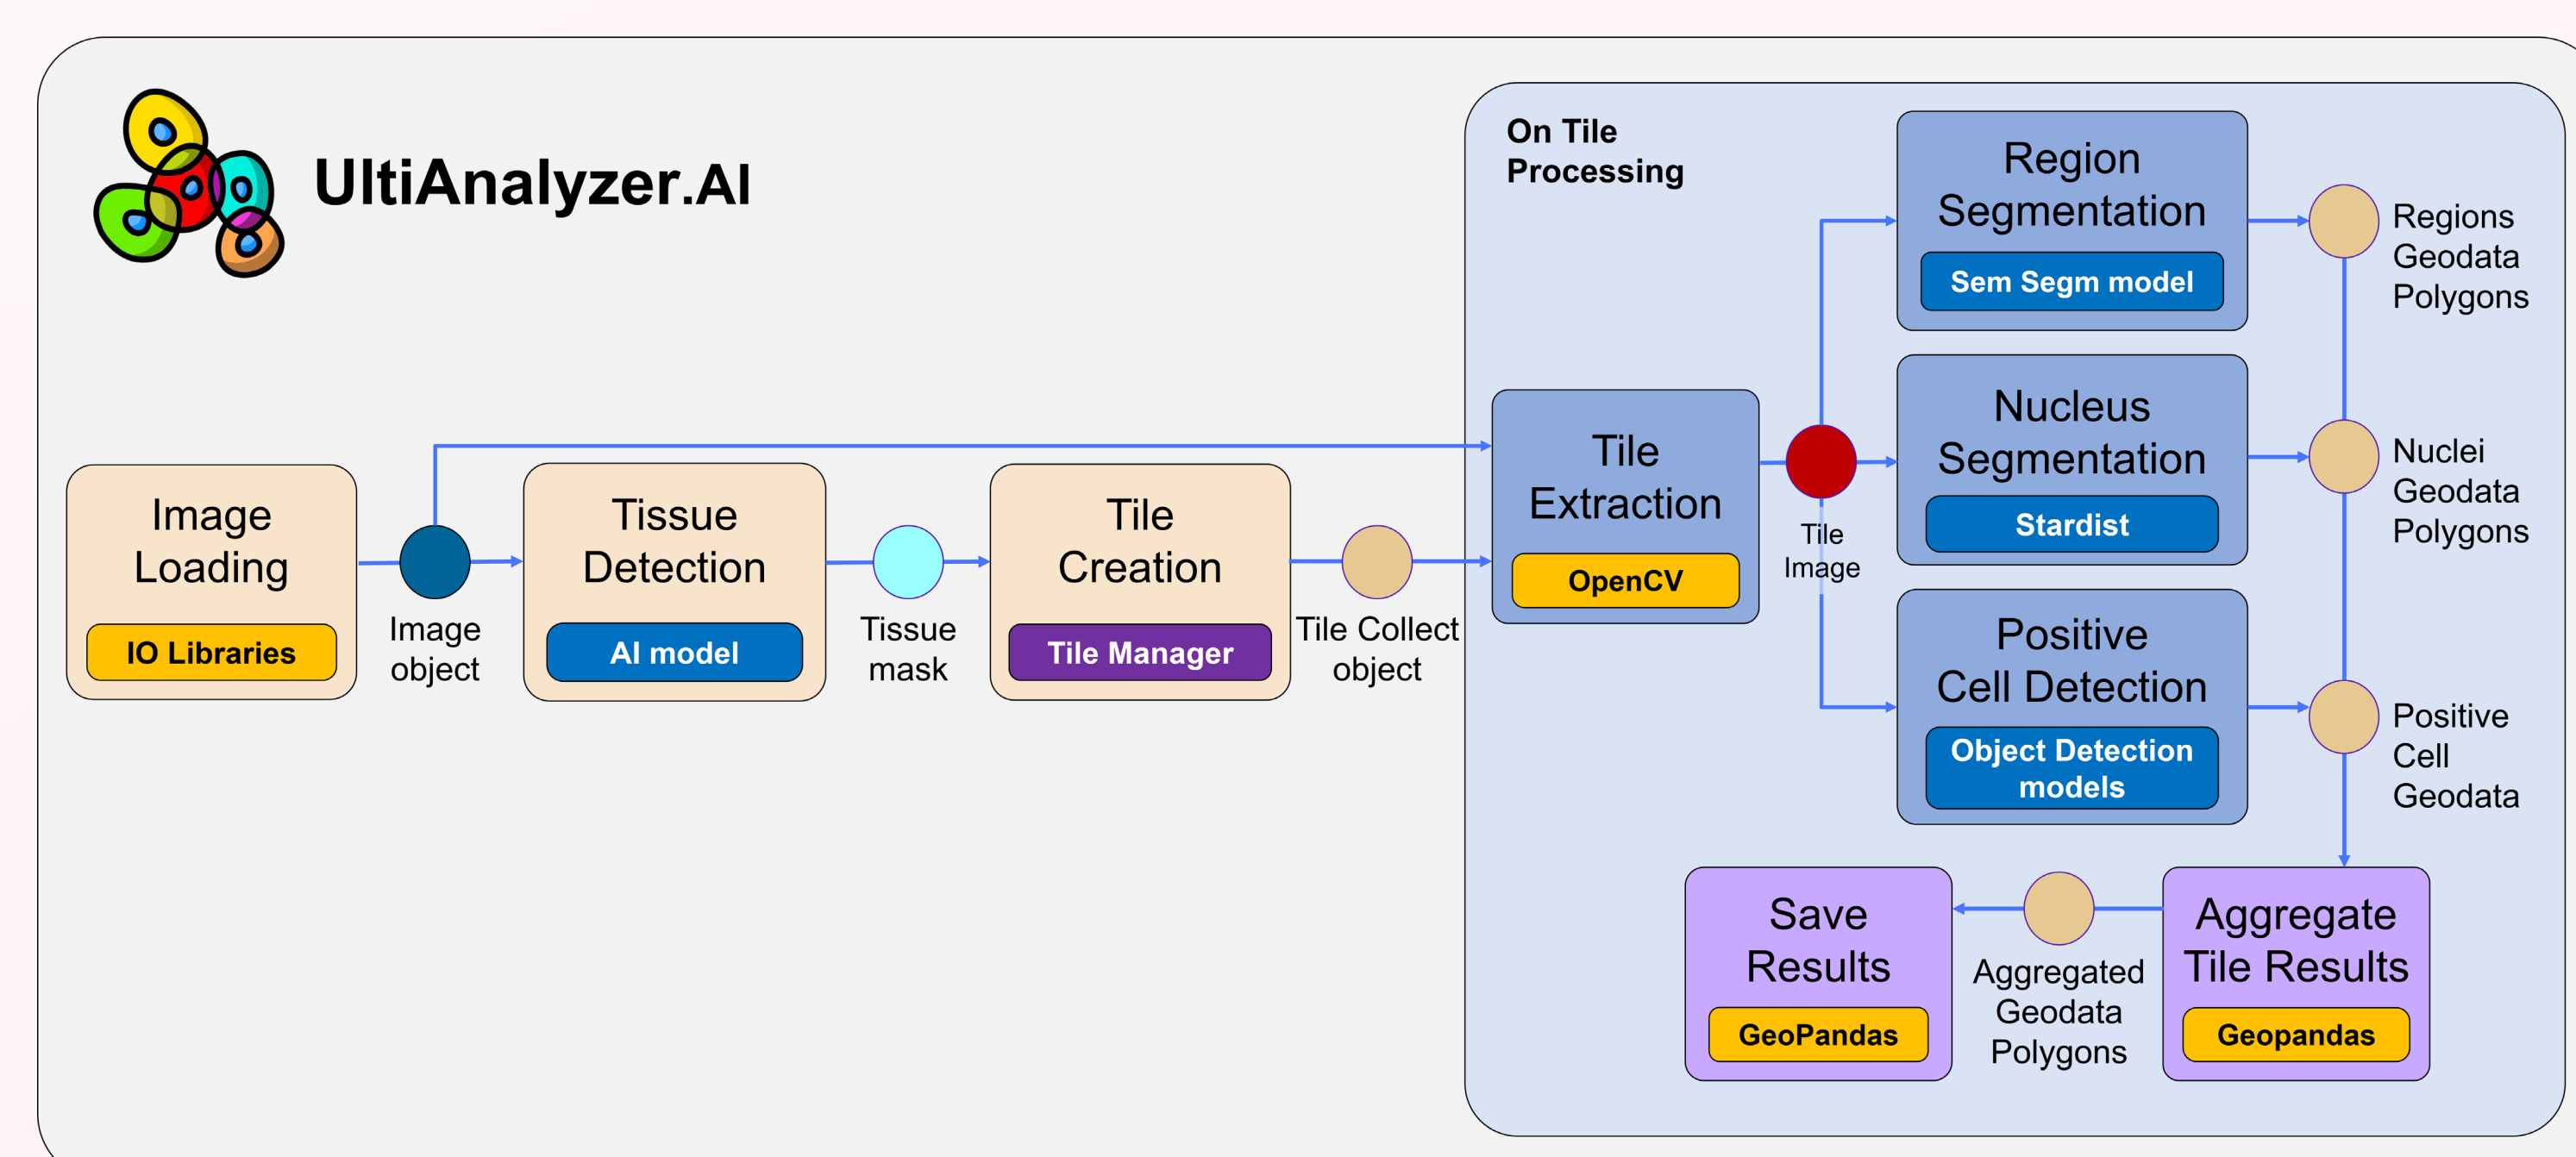 UltiAnalyzer.AI
Image
Loading
IO Libraries
Image
object
Tissue
Detection
AI model
Tissue
mask
Tile
Creation
Tile Manager
Tile Collect
object
On Tile
Processing
Tile
Extraction
OpenCV
Tile
Image
Region
Segmentation
Sem Segm model
Regions
Geodata
Polygons
Nucleus
Segmentation
Stardist
Nuclei
Geodata
Polygons
Positive
Cell Detection
Object Detection
models
Positive
Cell
Geodata
Aggregate
Tile Results
Geopandas
Aggregated
Geodata
Polygons
Save
Results
GeoPandas